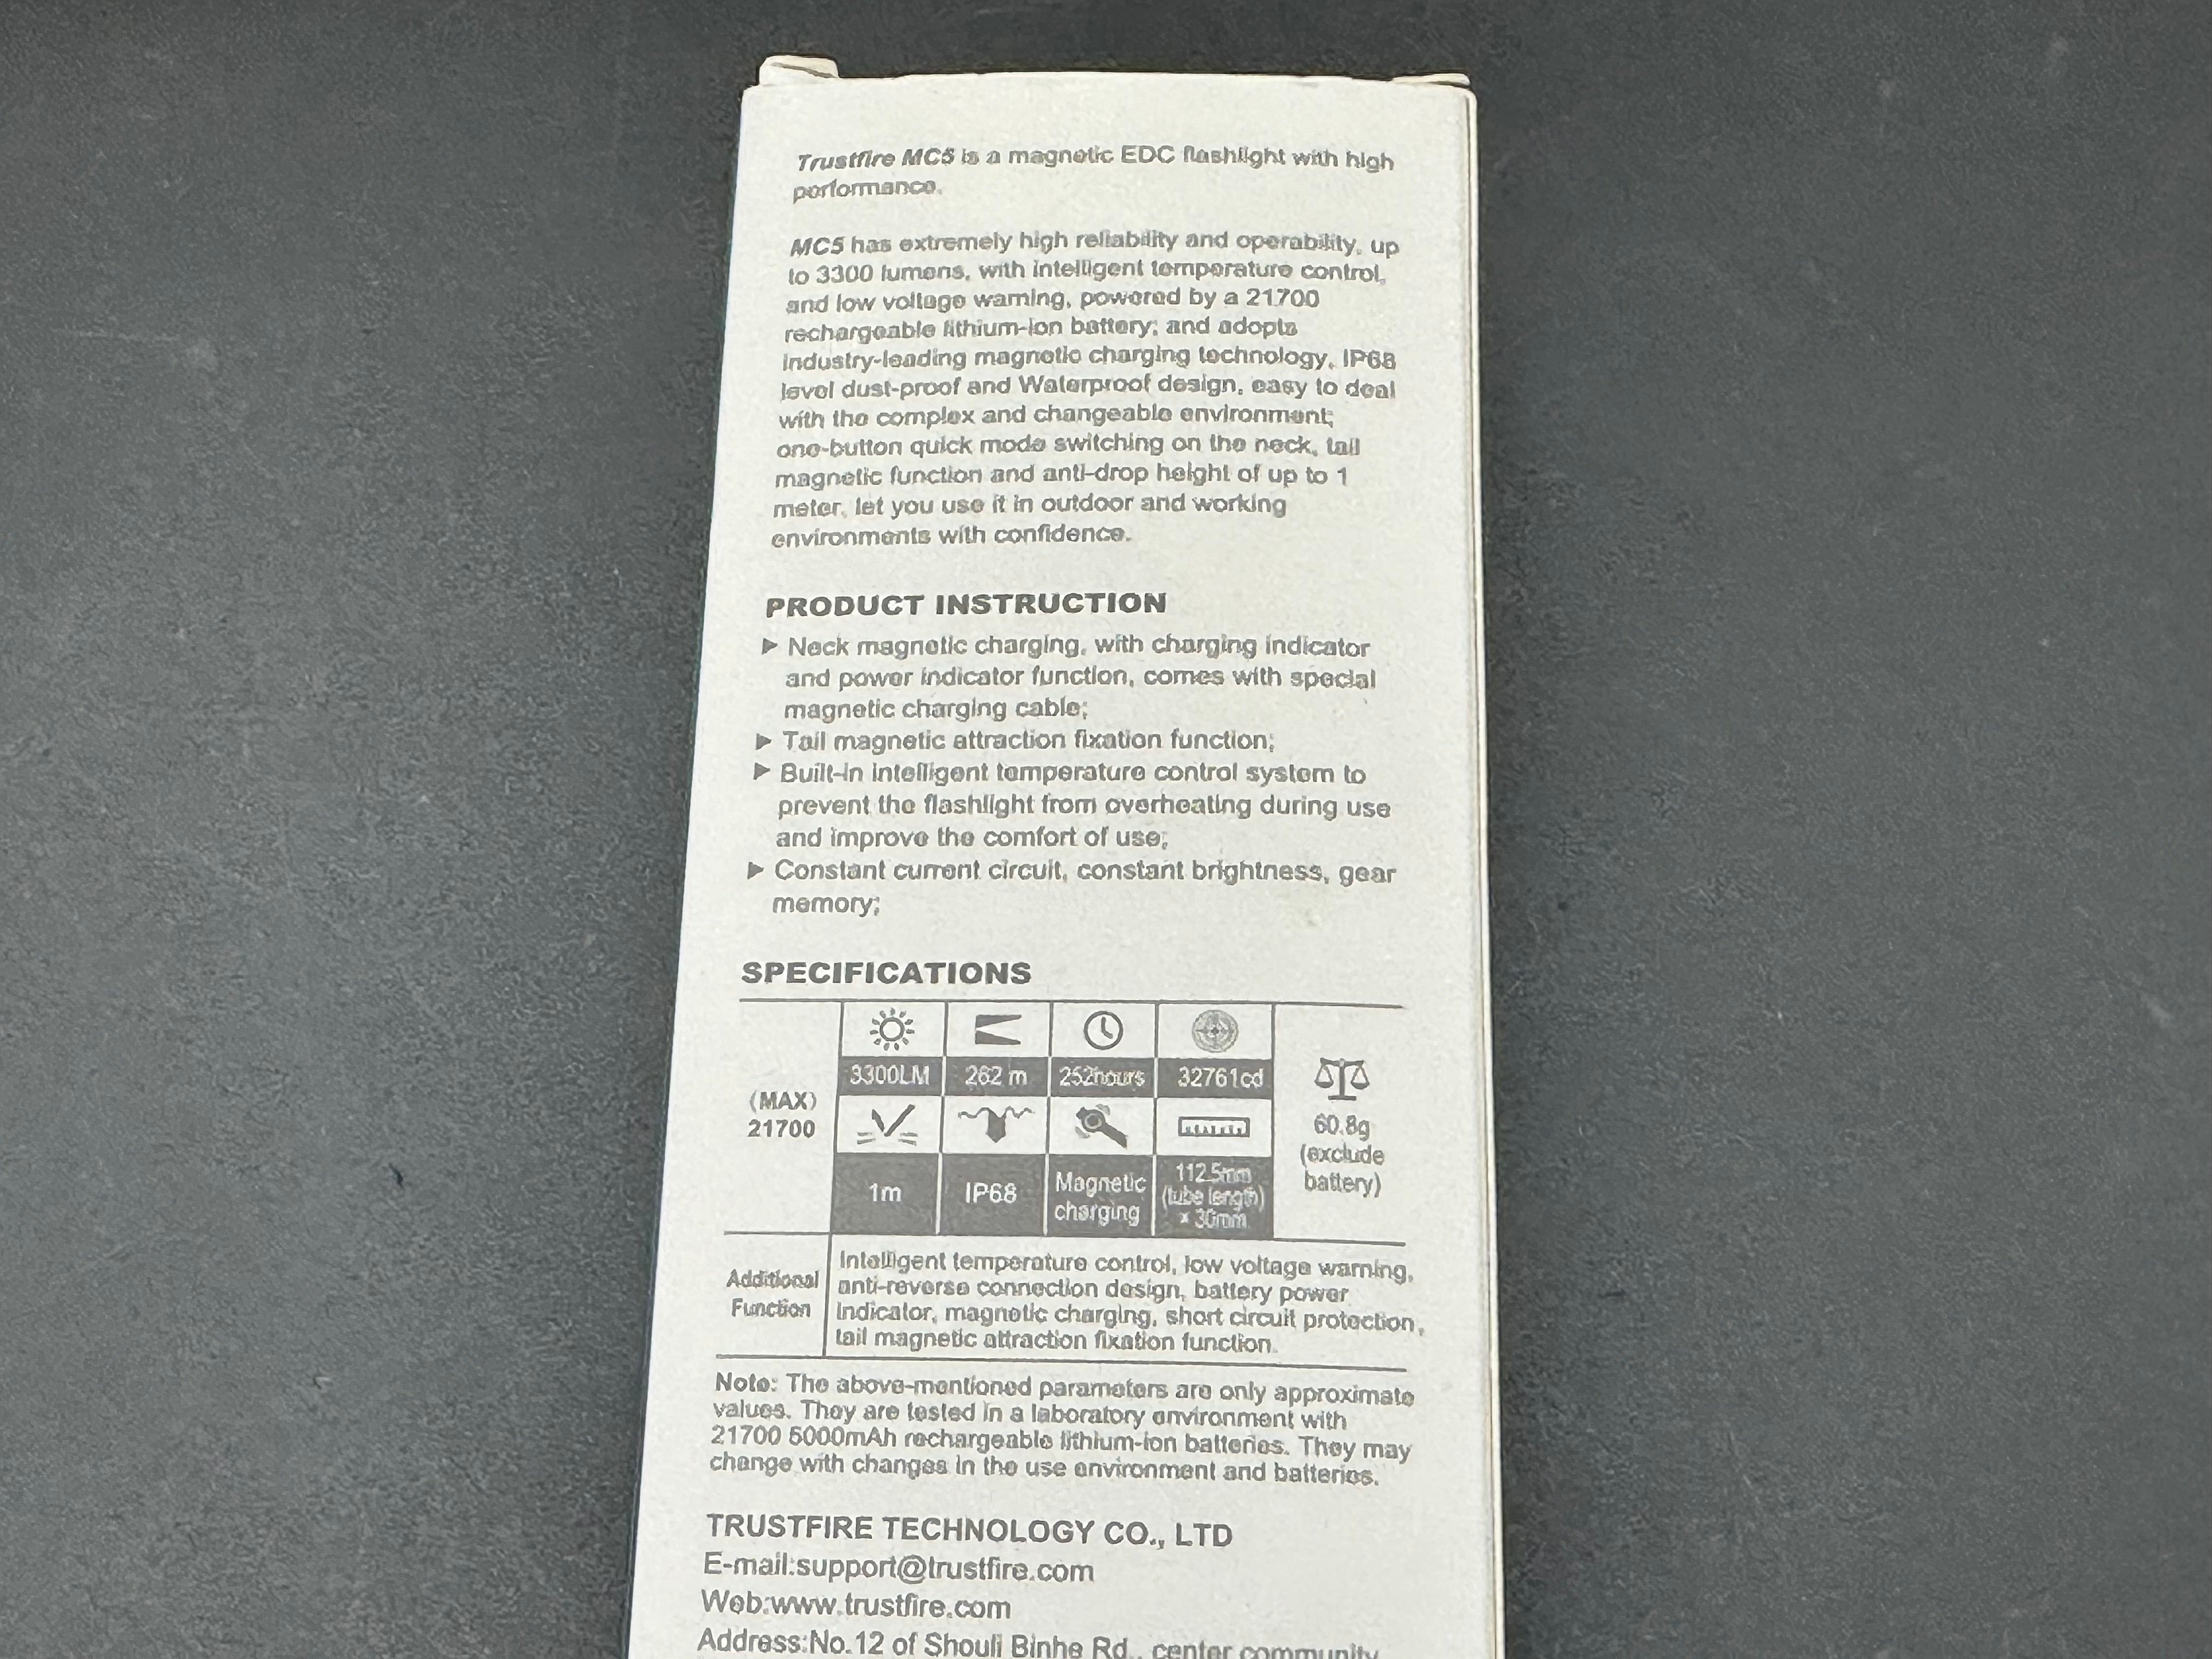 Trustfire MC5 is a magnetic EDC flashlight with high
performance.
MC5 has extremely high reliability and operability, up
to 3300 lumens, with intelligent temperature control,
and low voltage warning, powered by a 21700
rechargeable lithium-ion battery; and adopts
industry-leading magnetic charging technology, IP68
level dust-proof and Waterproof design, easy to deal
with the complex and changeable environment;
one-button quick mode switching on the neck, tail
magnetic function and anti-drop height of up to 1
meter, let you use it in outdoor and working
environments with confidence.
PRODUCT INSTRUCTION
▶ Neck magnetic charging, with charging indicator
and power indicator function, comes with special
magnetic charging cable;
▶ Tail magnetic attraction fixation function;
▶ Built-in intelligent temperature control system to
prevent the flashlight from overheating during use
and improve the comfort of use;
▶ Constant current circuit, constant brightness, gear
memory;
SPECIFICATIONS
(MAX)
21700
3300LM 262 m 252hours 32761cd
1m IP68 Magnetic
charging
112.5mm
(tube length)
x 30mm
60.8g
(exclude
battery)
Additional
Function
Intelligent temperature control, low voltage warning,
anti-reverse connection design, battery power
indicator, magnetic charging, short circuit protection,
tail magnetic attraction fixation function.
Note: The above-mentioned parameters are only approximate
values. They are tested in a laboratory environment with
21700 5000mAh rechargeable lithium-ion batteries. They may
change with changes in the use environment and batteries.
TRUSTFIRE TECHNOLOGY CO., LTD
E-mail:support@trustfire.com
Web:www.trustfire.com
Address:No.12 of Shouli Binhe Rd., center community